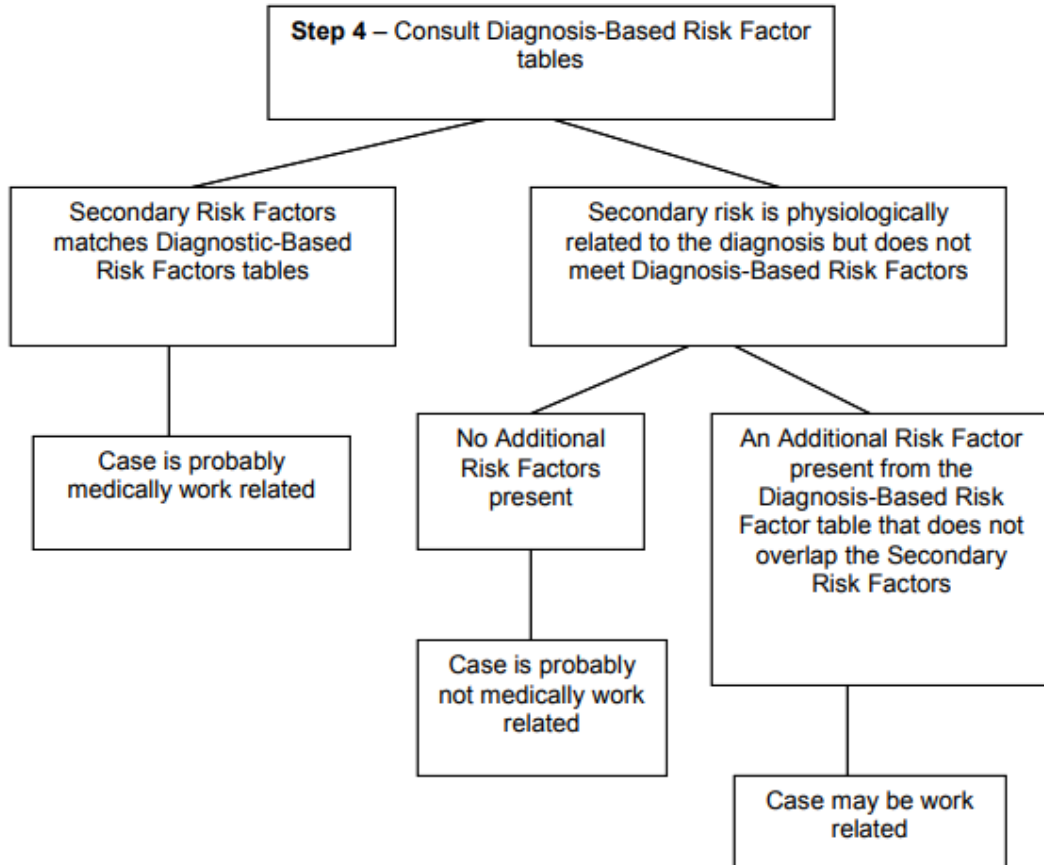 Step 4 – Consult Diagnosis-Based Risk Factor
tables
Secondary Risk Factors
matches Diagnostic-Based
Risk Factors tables
Secondary risk is physiologically
related to the diagnosis but does not
meet Diagnosis-Based Risk Factors
Case is probably
medically work related
No Additional
Risk Factors
present
An Additional Risk Factor
present from the
Diagnosis-Based Risk
Factor table that does not
overlap the Secondary
Risk Factors
Case is probably
not medically work
related
Case may be work
related